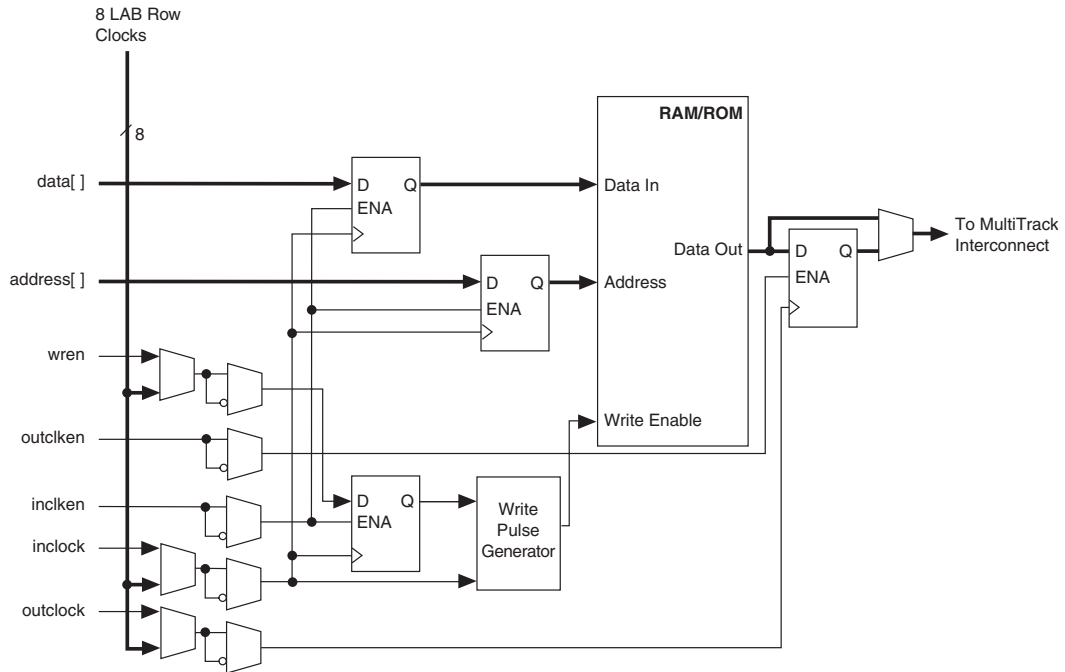 8 LAB Row
Clocks
8
RAM/ROM
data[ ]
D Q
ENA
Data In
To MultiTrack
Interconnect
Data Out
D Q
ENA
address[ ]
D Q
ENA
Address
wren
Write Enable
outclken
inclken
D Q
ENA
Write
Pulse
Generator
inclock
outclock